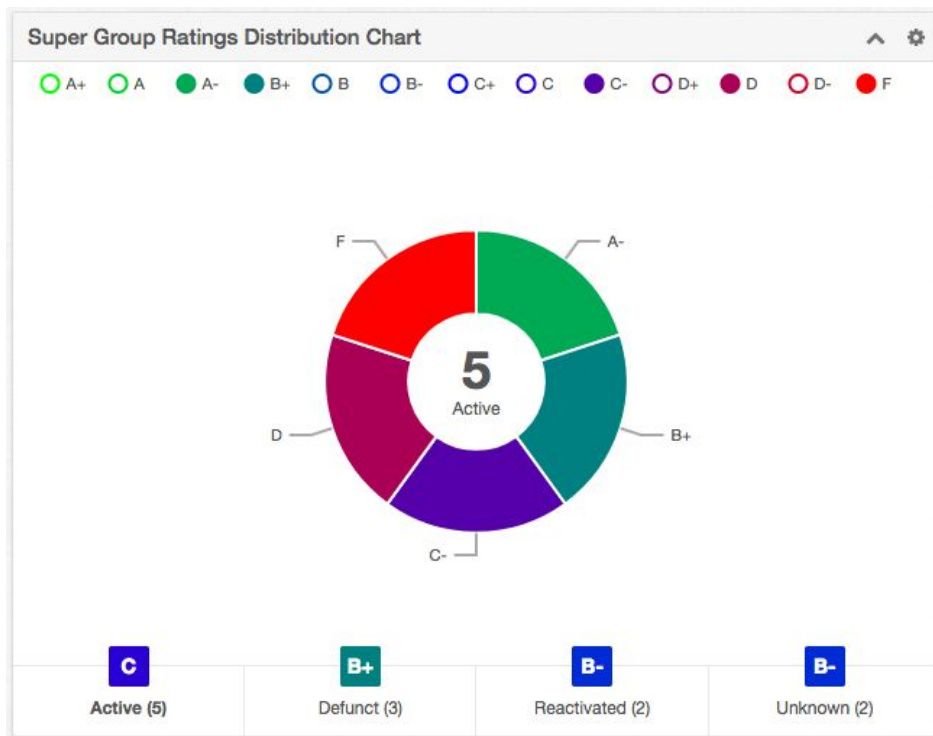 Super Group Ratings Distribution Chart
A+ A A- B+ B B- C+ C C- D+ D D- F
F A-
5
Active
D B+
C-
C B+ B- B-
Active (5) Defunct (3) Reactivated (2) Unknown (2)